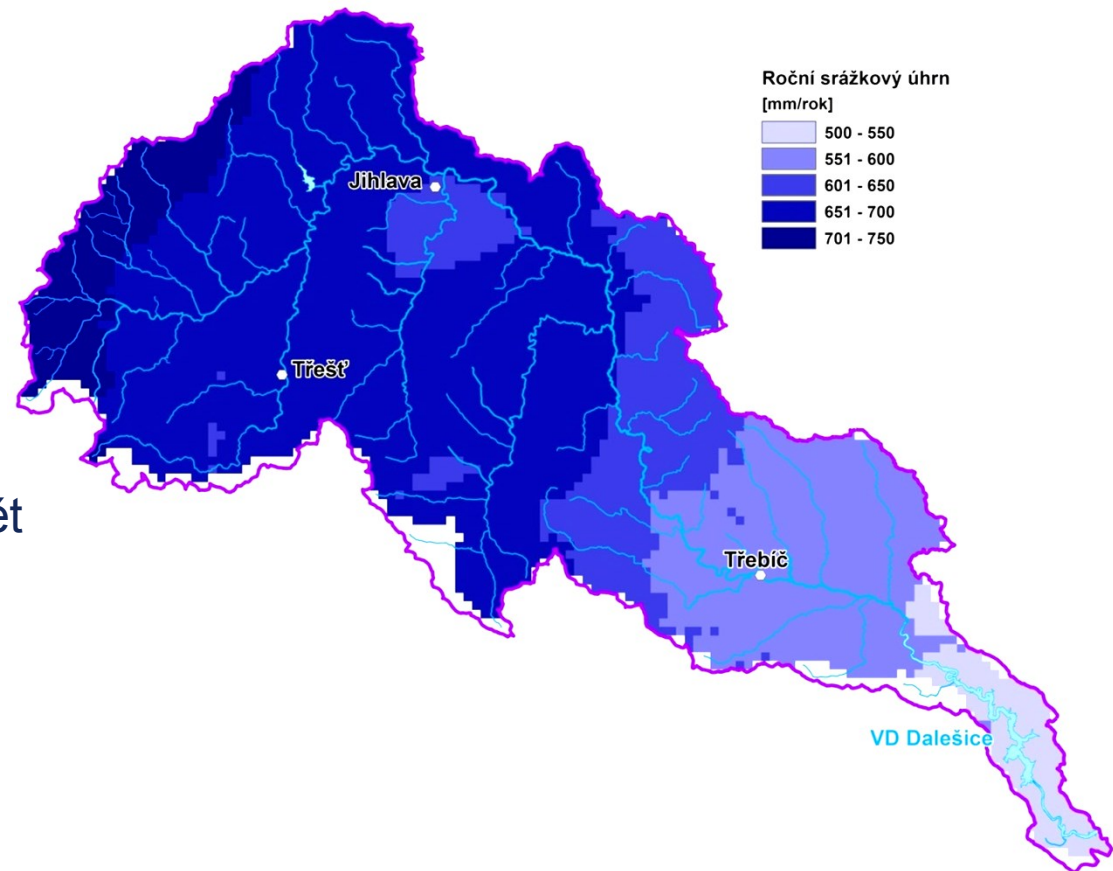 Roční srážkový úhrn
[mm/rok]
500 - 550
551 - 600
601 - 650
651 - 700
701 - 750
Jihlava
Třešť
ět
Třebíč
VD Dalešice